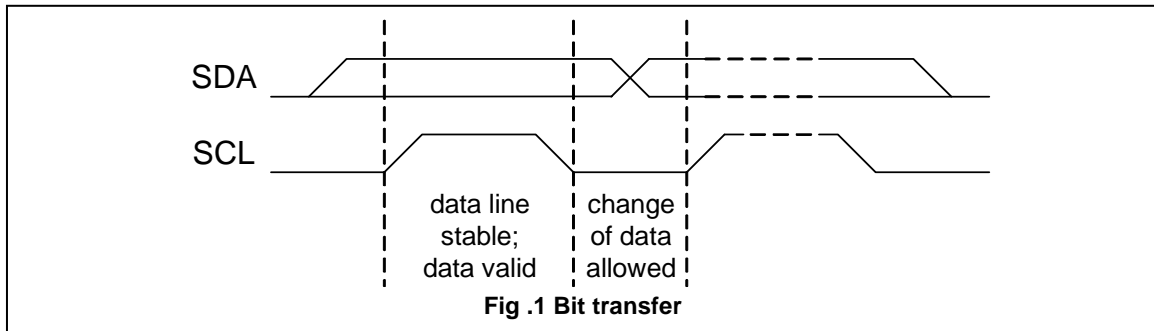 SDA
SCL
data line
stable;
data valid
change
of data
allowed
Fig .1 Bit transfer